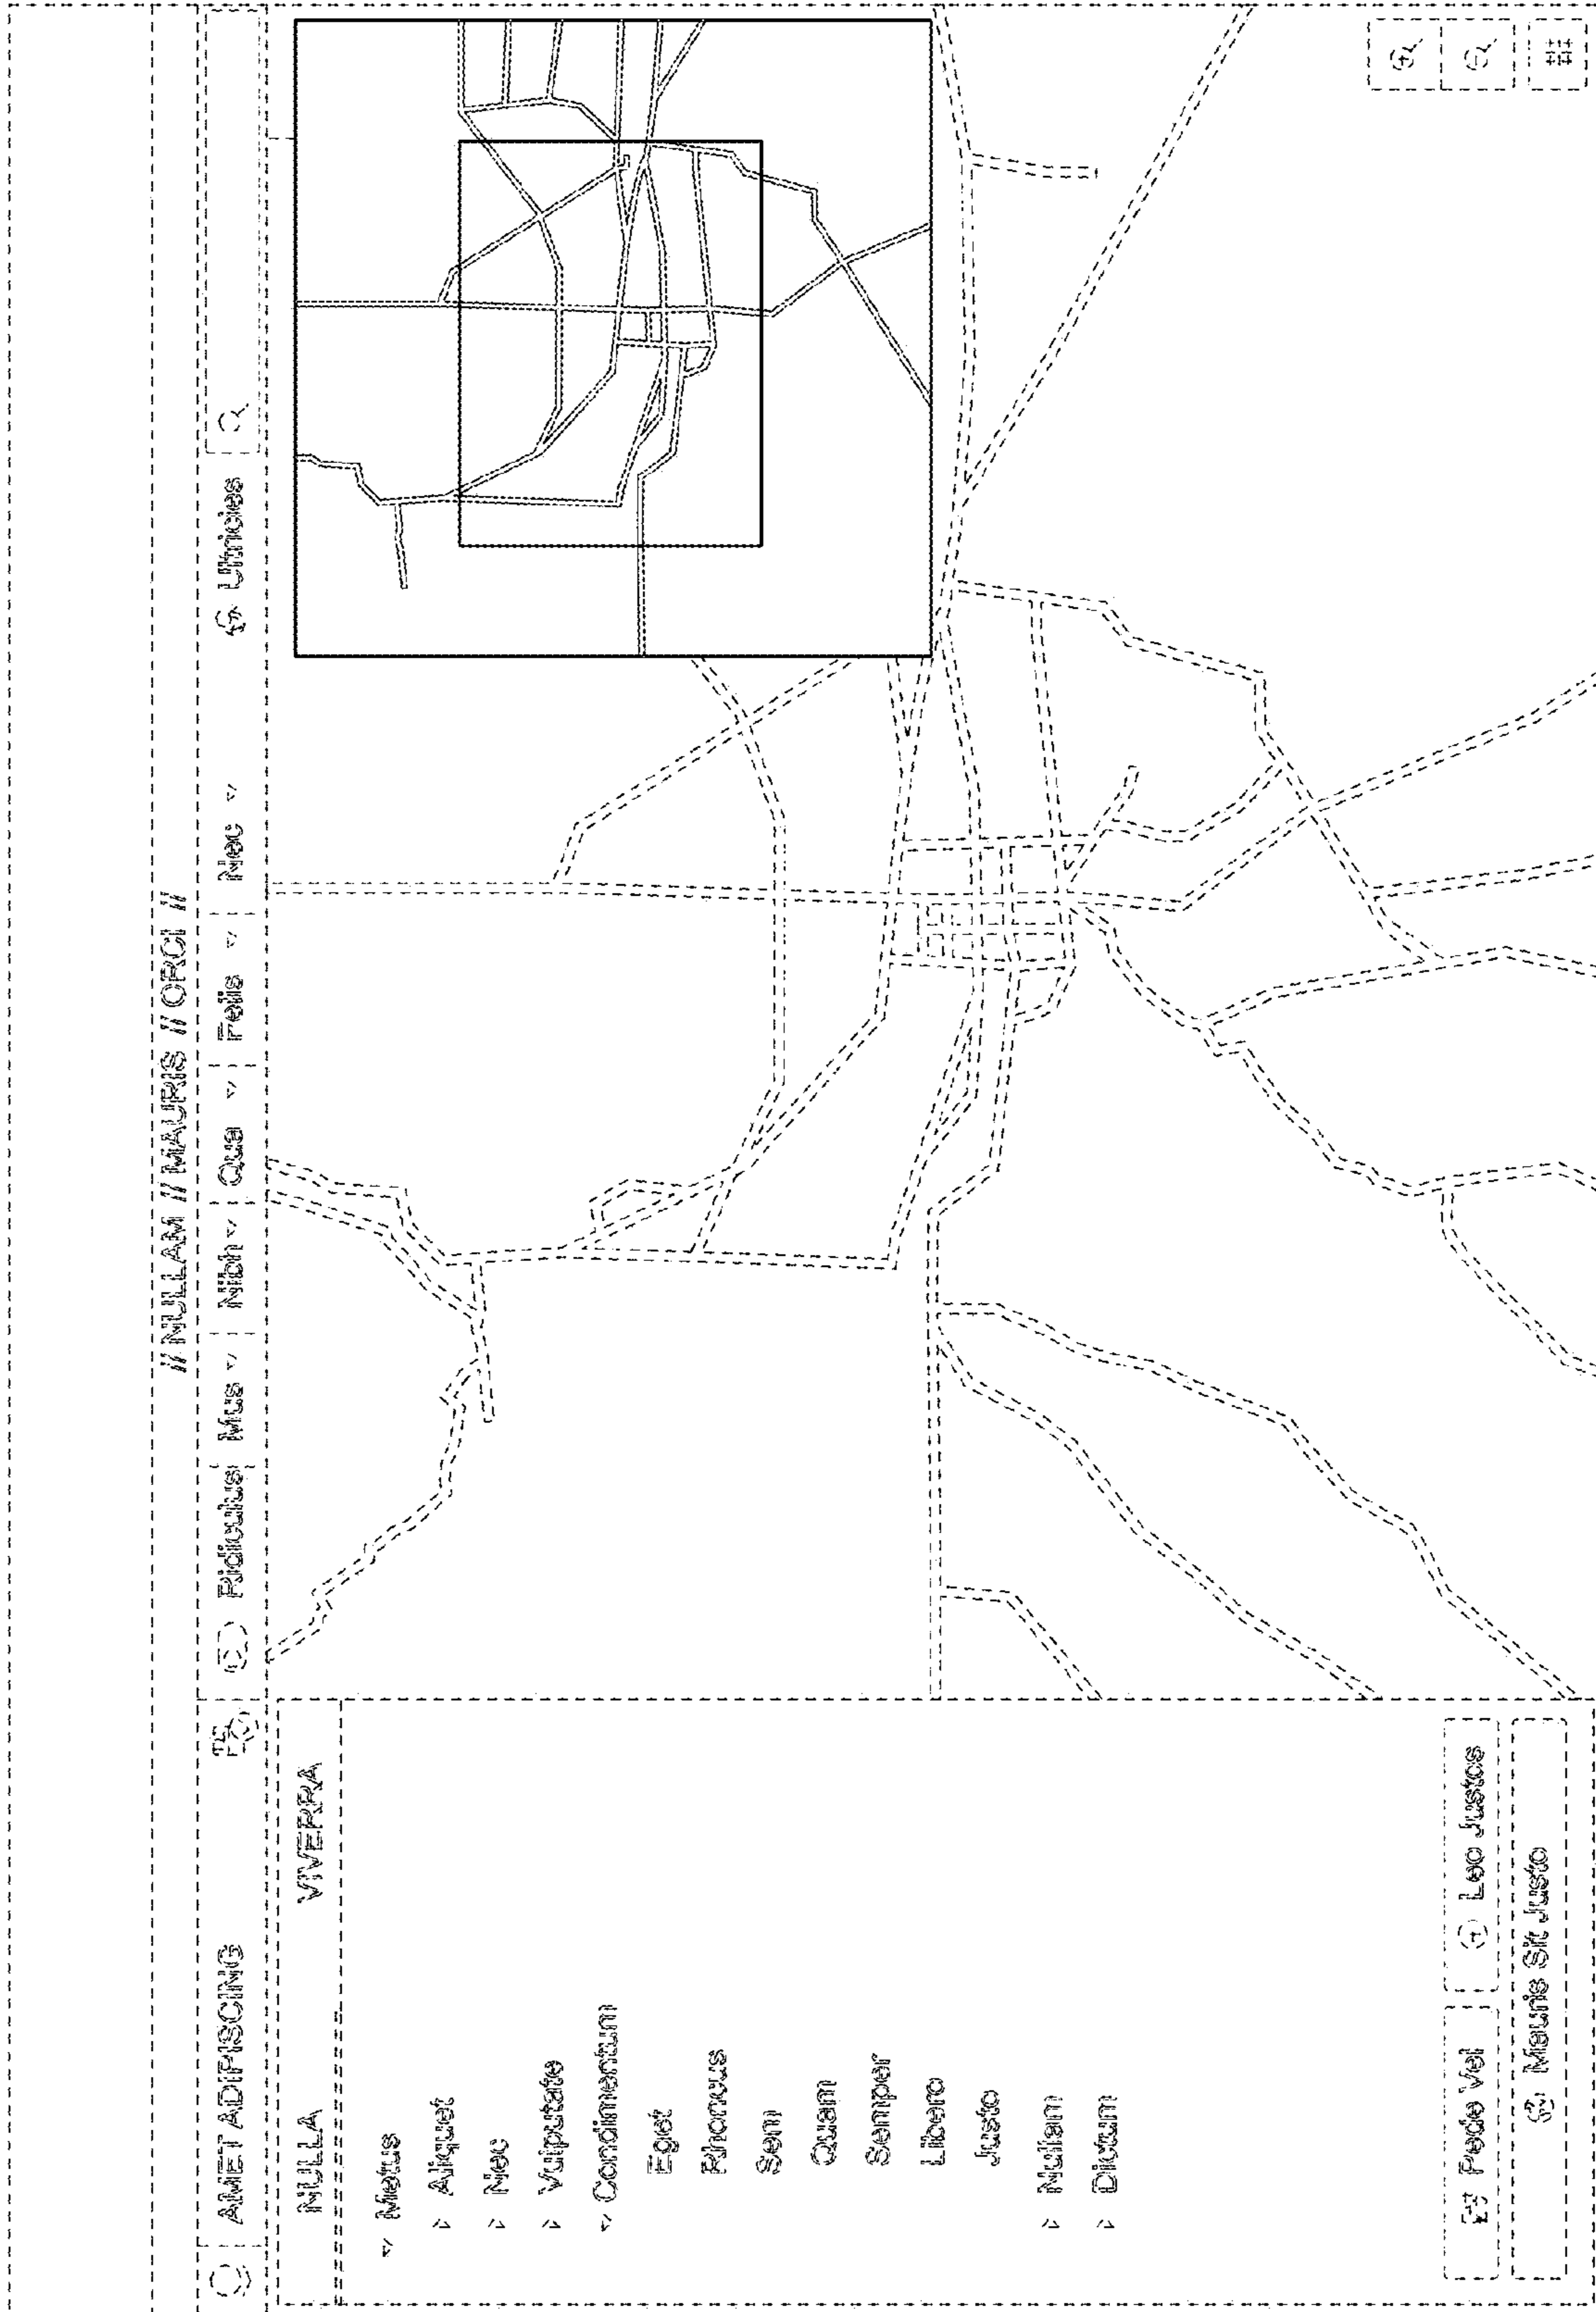 // NULLAM // MAURIS // ORCI //
AMET ADIPISCING
Ridiculus Mus Nibh Qua Felis Nec Ultricies
NULLA VIVERRA
Metus
Aliquet
Nec
Vulputate
Condimentum
Eget
Rhoncus
Sem
Quam
Semper
Libero
Justo
Nullam
Dictum
Pede Vel Leo Justos
Mauris Sit Justo